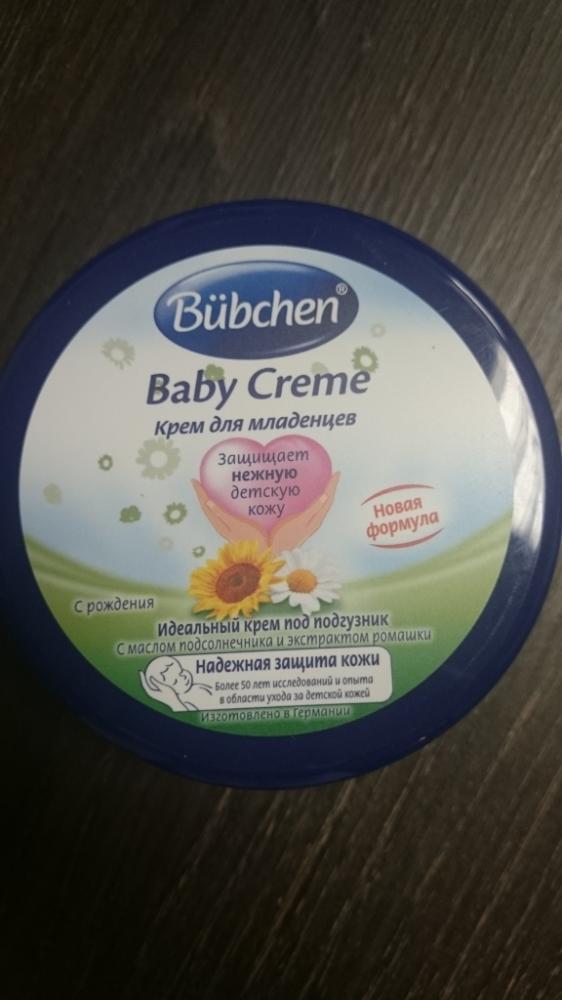 Bübchen®
Baby Creme
Крем для младенцев
Защищает
нежную
детскую
кожу
Новая
формула
С рождения
Идеальный крем под подгузник
С маслом подсолнечника и экстрактом ромашки
Надежная защита кожи
Более 50 лет исследований и опыта
в области ухода за детской кожей
Изготовлено в Германии